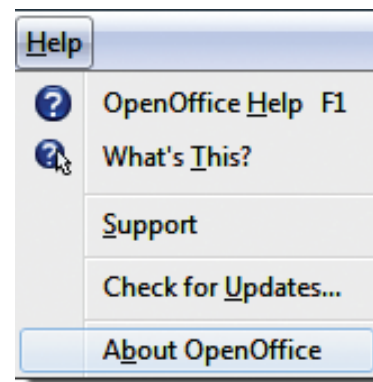 Help
OpenOffice Help F1
What's This?
Support
Check for Updates...
About OpenOffice